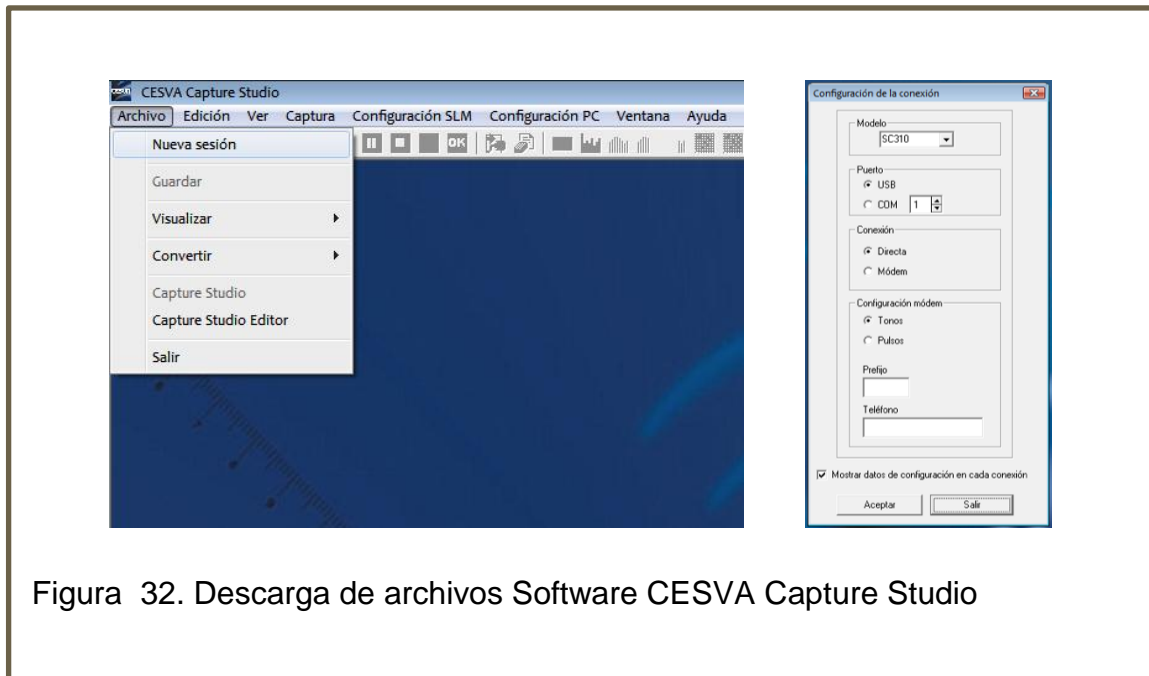 CESVA Capture Studio
Archivo Edición Ver Captura Configuración SLM Configuración PC Ventana Ayuda
OK
Nueva sesión
Guardar
Visualizar
Convertir
Capture Studio
Capture Studio Editor
Salir
Configuración de la conexión
Modelo
SC310
Puerto
USB
COM 1
Conexión
Directa
Módem
Configuración módem
Tonos
Pulsos
Prefijo
Teléfono
Mostrar datos de configuración en cada conexión
Aceptar Salir
Figura 32. Descarga de archivos Software CESVA Capture Studio